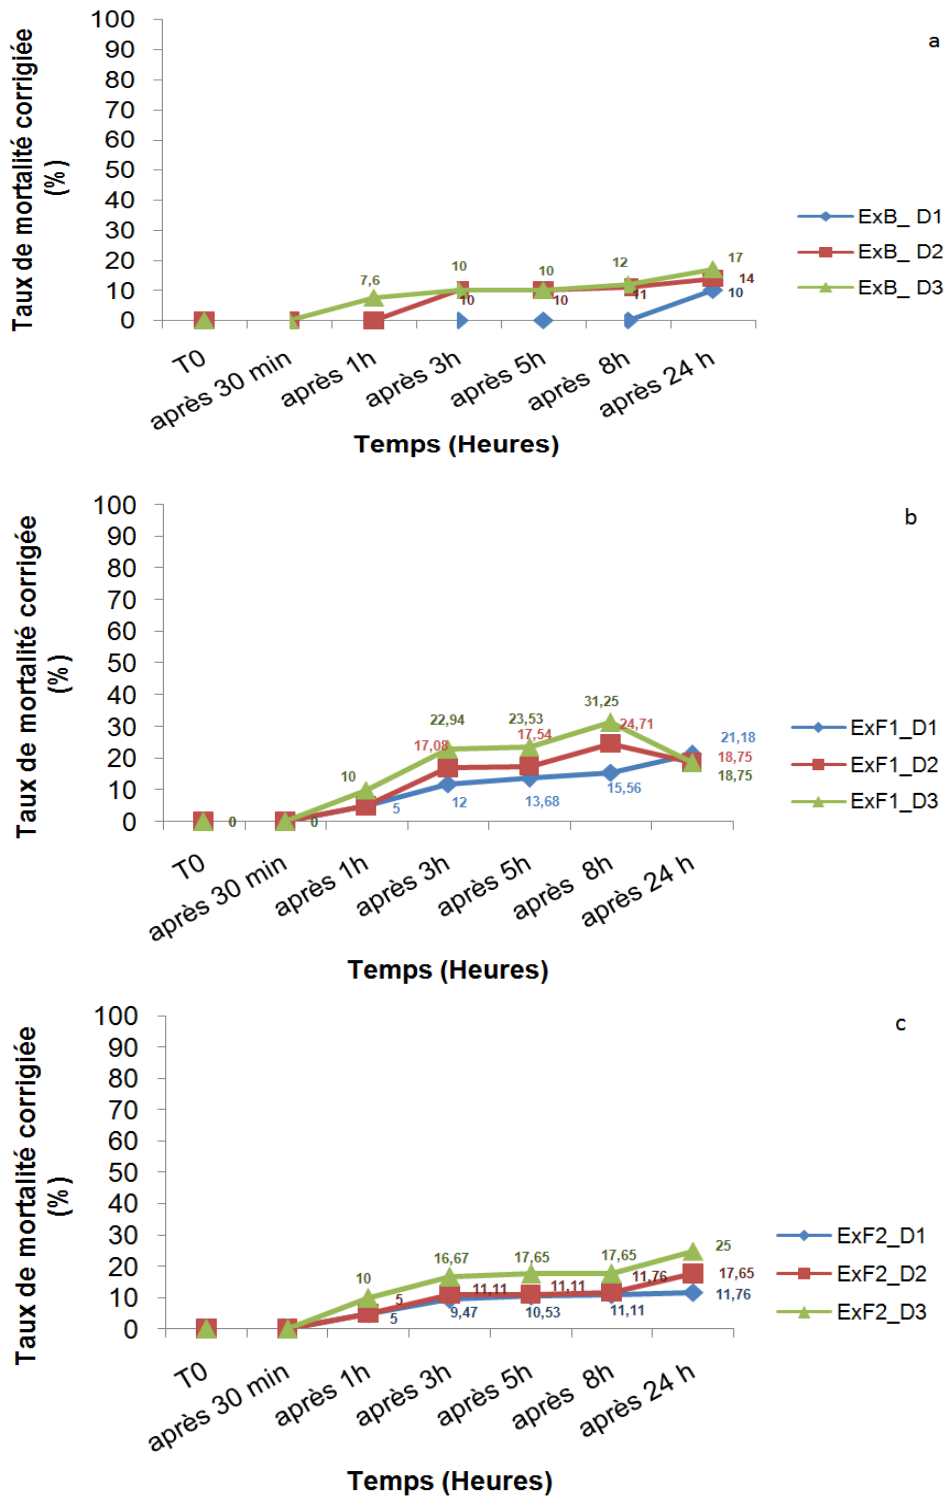 a
Taux de mortalité corrigiée
(%)
100
90
80
70
60
50
40
30
20
10
0
7,6
10
10
12
17
10
10
11
14
10
T0
après 30 min
après 1h
après 3h
après 5h
après 8h
après 24 h
Temps (Heures)
ExB_ D1
ExB_ D2
ExB_ D3
b
Taux de mortalité corrigée
(%)
100
90
80
70
60
50
40
30
20
10
0
0
0
10
22,94
23,53
31,25
17,08
17,54
24,71
5
12
13,68
15,56
21,18
18,75
18,75
T0
après 30 min
après 1h
après 3h
après 5h
après 8h
après 24 h
Temps (Heures)
ExF1_D1
ExF1_D2
ExF1_D3
c
Taux de mortalité corrigée
(%)
100
90
80
70
60
50
40
30
20
10
0
10
16,67
17,65
17,65
25
5
11,11
11,11
11,76
17,65
5
9,47
10,53
11,11
11,76
T0
après 30 min
après 1h
après 3h
après 5h
après 8h
après 24 h
Temps (Heures)
ExF2_D1
ExF2_D2
ExF2_D3